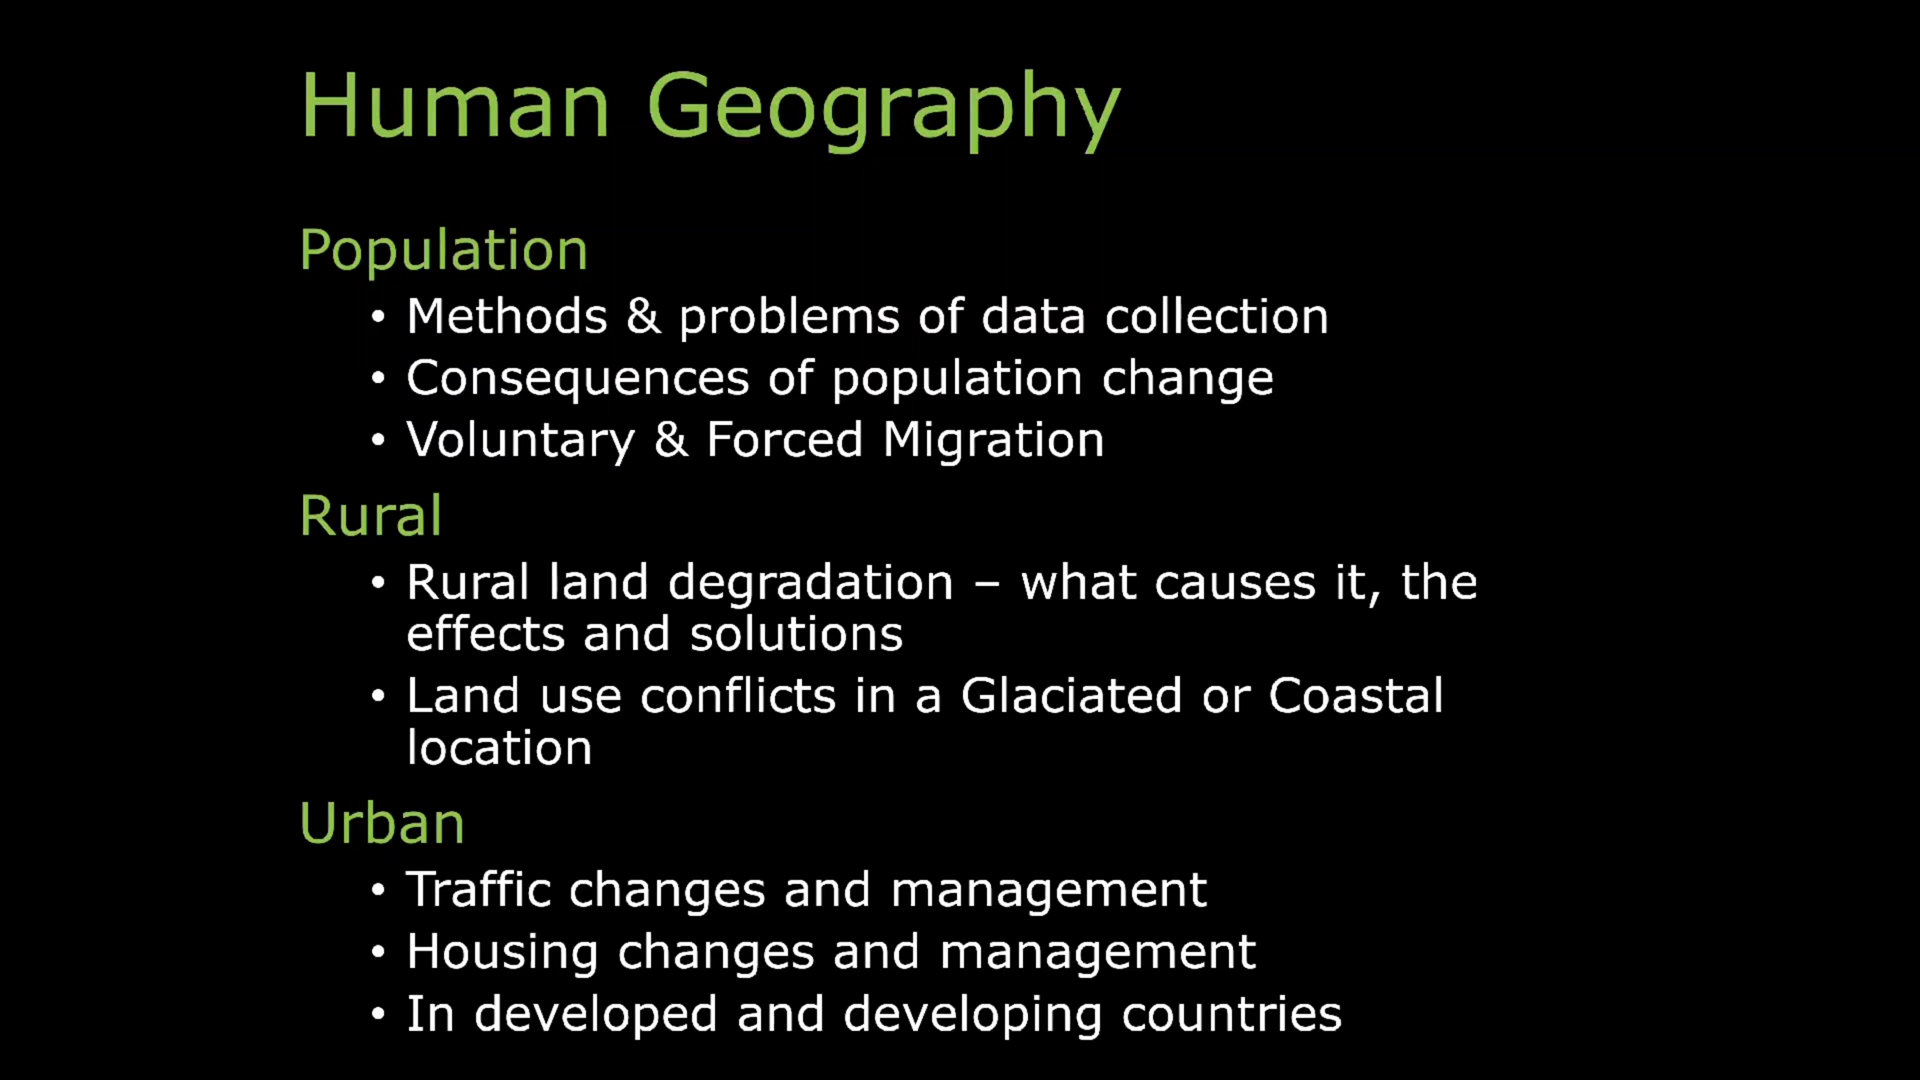 Human Geography
Population
• Methods & problems of data collection
• Consequences of population change
• Voluntary & Forced Migration
Rural
• Rural land degradation – what causes it, the
effects and solutions
• Land use conflicts in a Glaciated or Coastal
location
Urban
• Traffic changes and management
• Housing changes and management
• In developed and developing countries